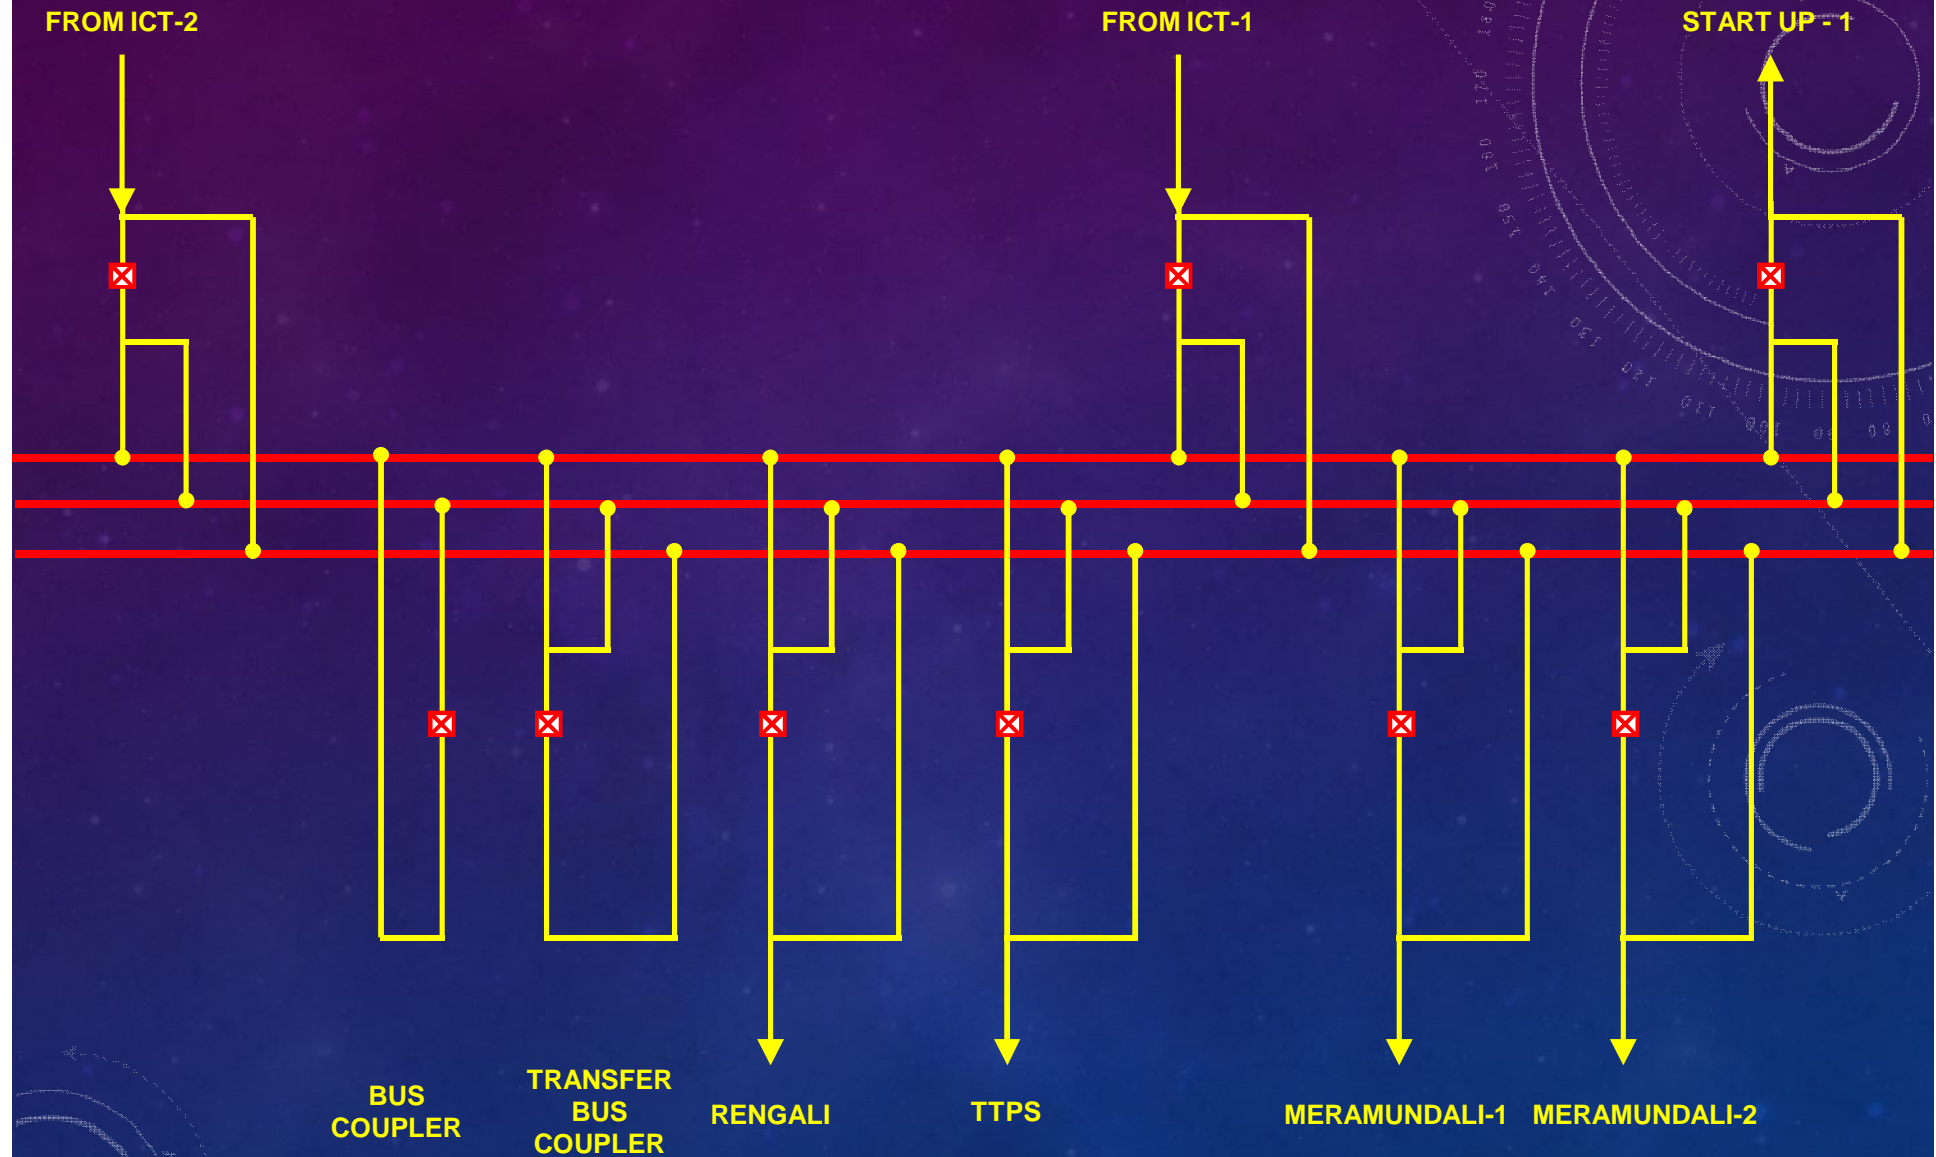 FROM ICT-2
FROM ICT-1
START UP - 1
BUS
COUPLER
TRANSFER
BUS
COUPLER
RENGALI
TTPS
MERAMUNDALI-1
MERAMUNDALI-2